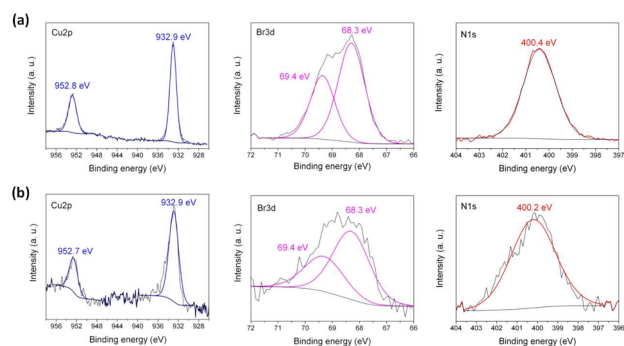 (a)
Cu2p
932.9 eV
952.8 eV
Intensity (a. u.)
956 952 948 944 940 936 932 928
Binding energy (eV)
Br3d
68.3 eV
69.4 eV
Intensity (a. u.)
72 71 70 69 68 67 66
Binding energy (eV)
N1s
400.4 eV
Intensity (a. u.)
404 403 402 401 400 399 398 397
Binding energy (eV)
(b)
Cu2p
932.9 eV
952.7 eV
Intensity (a. u.)
956 952 948 944 940 936 932 928
Binding energy (eV)
Br3d
68.3 eV
69.4 eV
Intensity (a. u.)
72 71 70 69 68 67 66
Binding energy (eV)
N1s
400.2 eV
Intensity (a. u.)
404 403 402 401 400 399 398 397 396
Binding energy (eV)